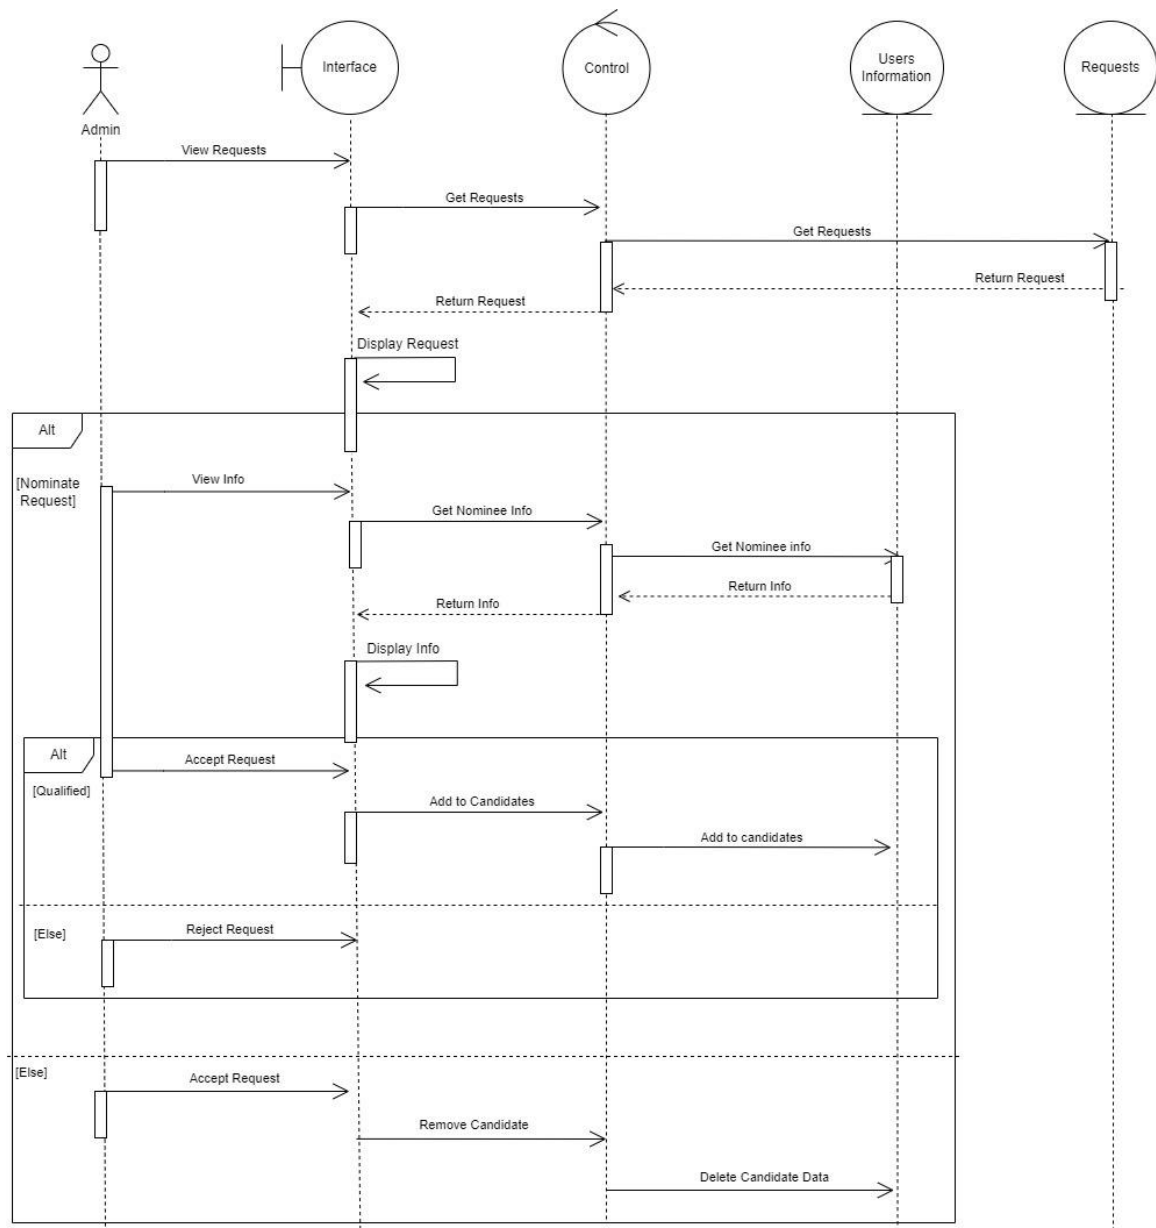 Admin
Interface
Control
Users
Information
Requests
View Requests
Get Requests
Get Requests
Return Request
Return Request
Display Request
Alt
[Nominate
Request]
View Info
Get Nominee Info
Get Nominee info
Return Info
Return Info
Display Info
Alt
Accept Request
[Qualified]
Add to Candidates
Add to candidates
[Else]
Reject Request
[Else]
Accept Request
Remove Candidate
Delete Candidate Data